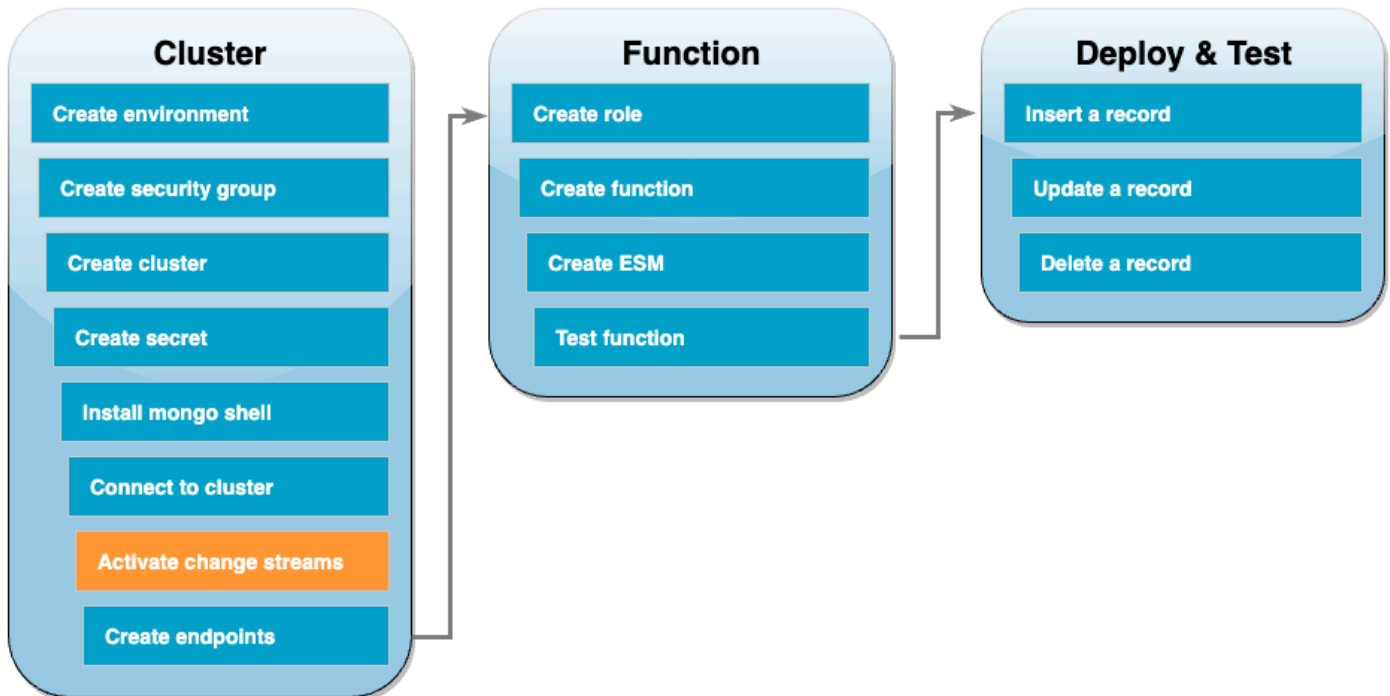 Cluster
Create environment
Create security group
Create cluster
Create secret
Install mongo shell
Connect to cluster
Activate change streams
Create endpoints
Function
Create role
Create function
Create ESM
Test function
Deploy & Test
Insert a record
Update a record
Delete a record